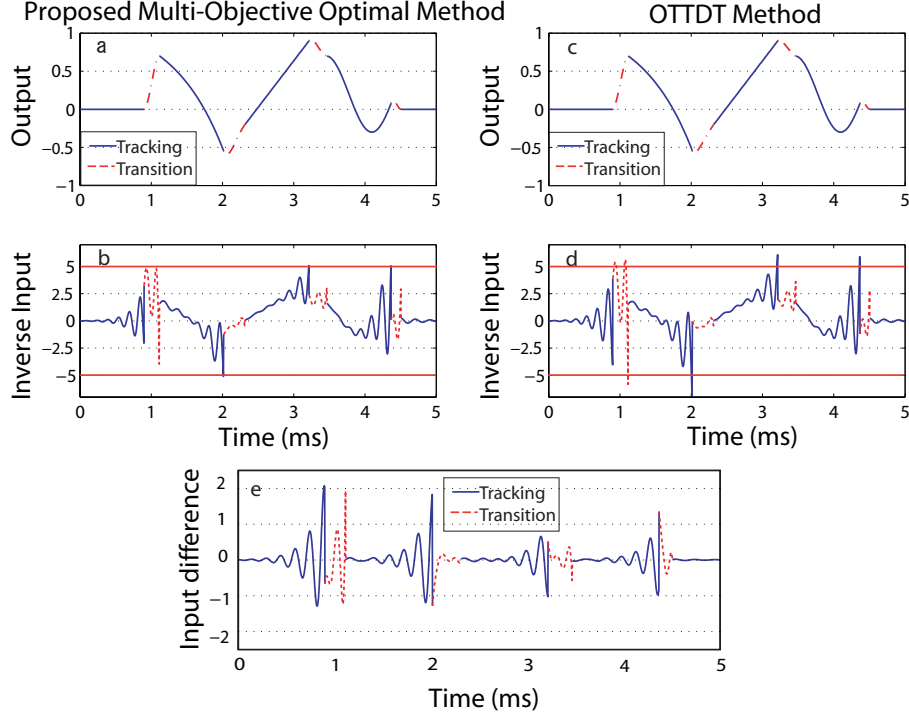 Proposed Multi-Objective Optimal Method
OTTDT Method
a
1
0.5
0
−0.5
−1
Output
Tracking
Transition
0 1 2 3 4 5
c
1
0.5
0
−0.5
−1
Output
Tracking
Transition
0 1 2 3 4 5
b
5
2.5
0
−2.5
−5
Inverse Input
0 1 2 3 4 5
Time (ms)
d
5
2.5
0
−2.5
−5
Inverse Input
0 1 2 3 4 5
Time (ms)
e
2
1
0
−1
−2
Input difference
Tracking
Transition
0 1 2 3 4 5
Time (ms)